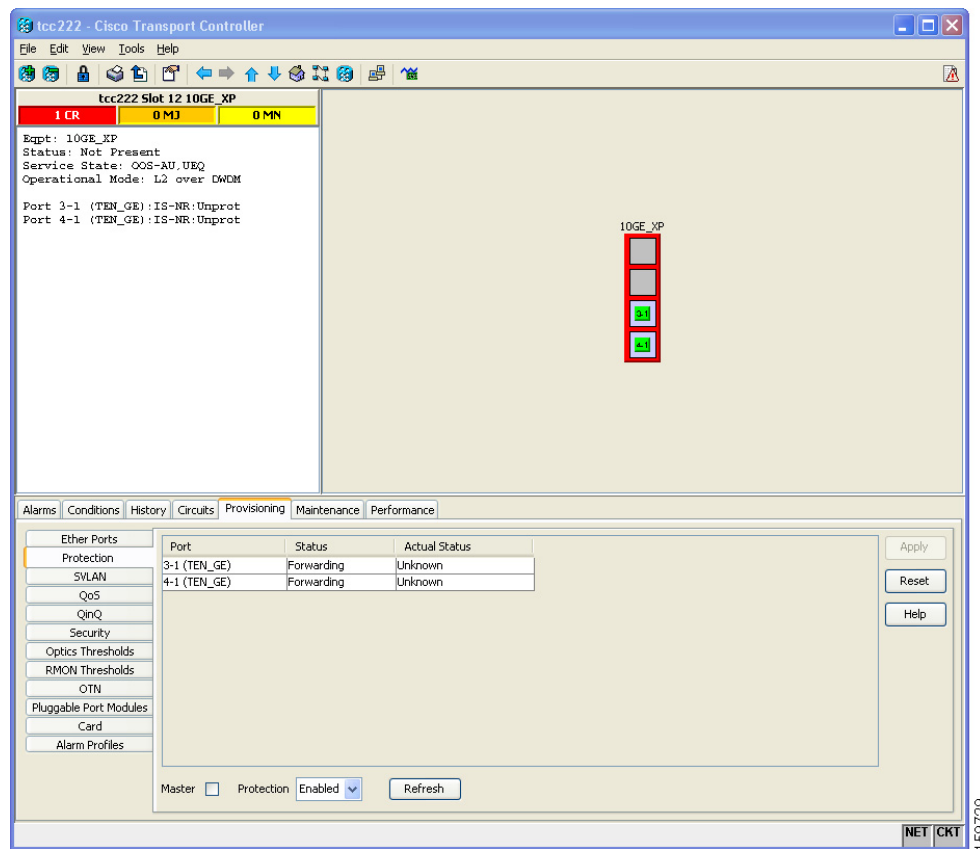 tcc222 - Cisco Transport Controller
File Edit View Tools Help
tcc222 Slot 12 10GE_XP
1 CR 0 MJ 0 MN
Eqpt: 10GE_XP
Status: Not Present
Service State: OOS-AU,UEQ
Operational Mode: L2 over DWDM
Port 3-1 (TEN_GE):IS-NR:Unprot
Port 4-1 (TEN_GE):IS-NR:Unprot
10GE_XP
3-1
4-1
Alarms Conditions History Circuits Provisioning Maintenance Performance
Ether Ports
Protection
SVLAN
QoS
QinQ
Security
Optics Thresholds
RMON Thresholds
OTN
Pluggable Port Modules
Card
Alarm Profiles
Port Status Actual Status
3-1 (TEN_GE) Forwarding Unknown
4-1 (TEN_GE) Forwarding Unknown
Master Protection Enabled Refresh
Apply
Reset
Help
NET CKT